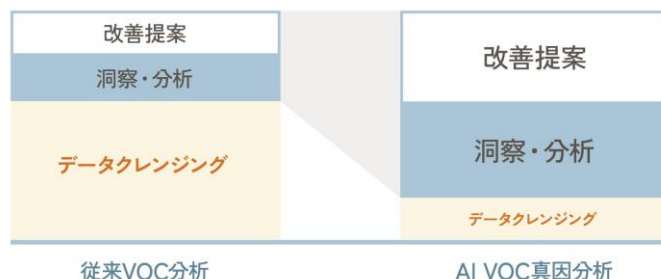 改善提案
洞察・分析
データクレンジング
従来VOC分析
改善提案
洞察・分析
データクレンジング
AI VOC真因分析